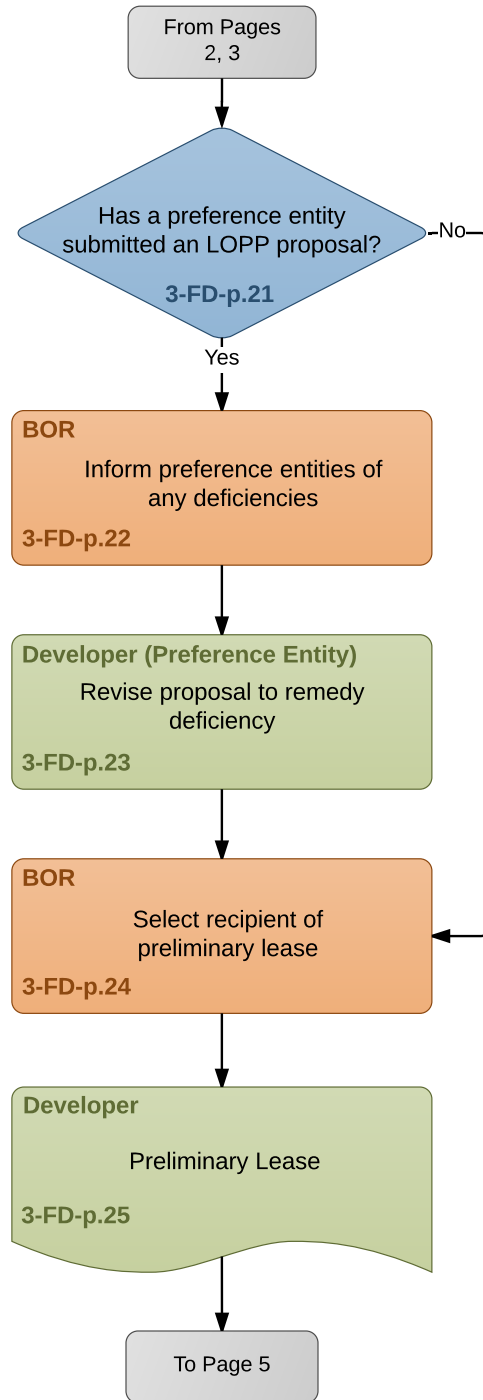 From Pages
2, 3
Has a preference entity
submitted an LOPP proposal?
3-FD-p.21
No
Yes
BOR
Inform preference entities of
any deficiencies
3-FD-p.22
Developer (Preference Entity)
Revise proposal to remedy
deficiency
3-FD-p.23
BOR
Select recipient of
preliminary lease
3-FD-p.24
Developer
Preliminary Lease
3-FD-p.25
To Page 5